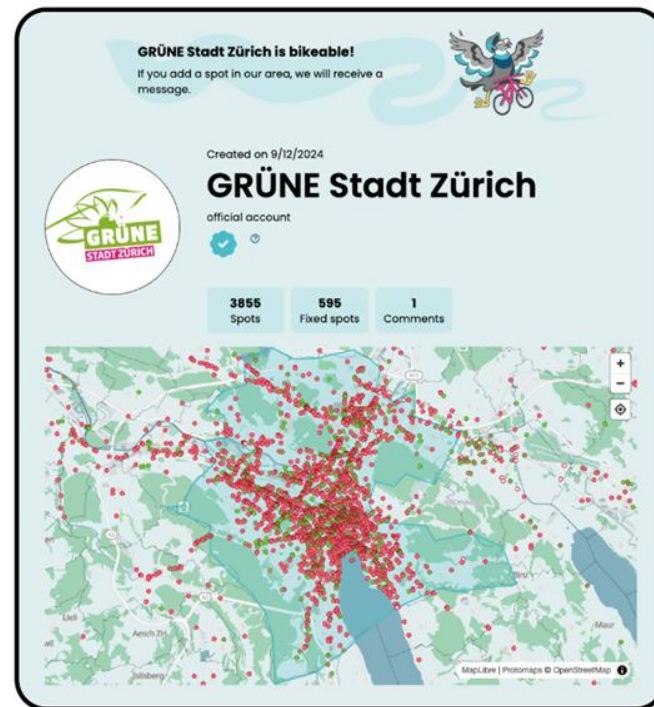 GRÜNE Stadt Zürich is bikeable!
If you add a spot in our area, we will receive a
message.
Created on 9/12/2024
GRÜNE Stadt Zürich
official account
GRÜNE
STADT ZÜRICH
3855
Spots
595
Fixed spots
1
Comments
+
−
Aesch ZH
Maur
MapLibre | Protomaps © OpenStreetMap